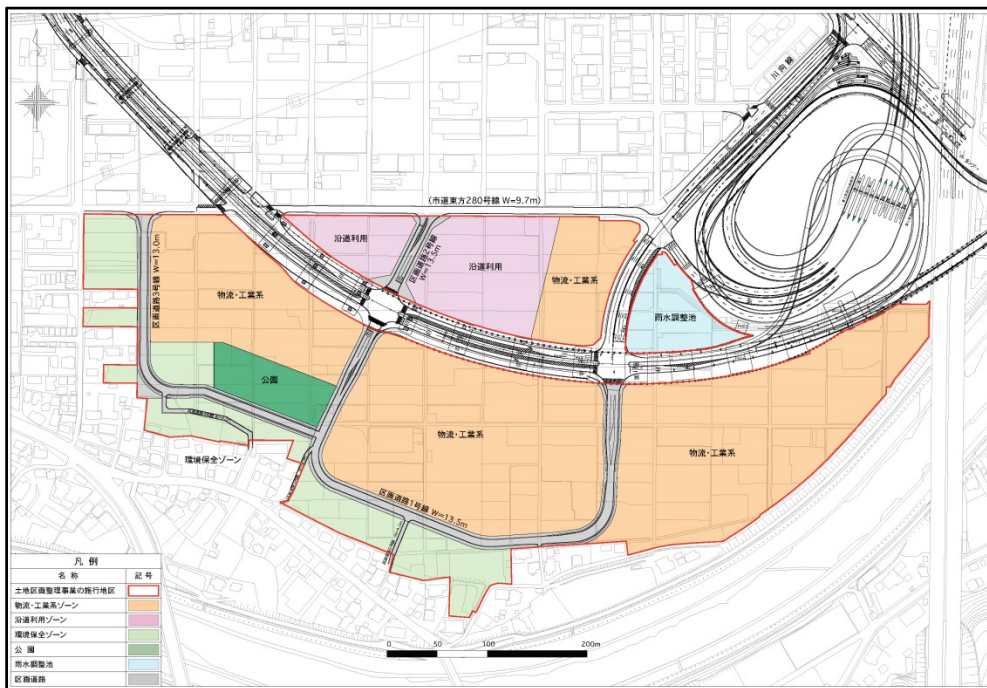 川向線
(市道東方280号線 W=9.7m)
沿道利用
区画道路2号線
W=13.5m
沿道利用
物流・工業系
区画道路3号線 W=13.0m
物流・工業系
雨水調整池
公園
物流・工業系
物流・工業系
環境保全ゾーン
区画道路1号線 W=13.5m
凡例
名称 記号
土地区画整理事業の施行地区
物流・工業系ゾーン
沿道利用ゾーン
環境保全ゾーン
公園
雨水調整池
区画道路
0 50 100 200m